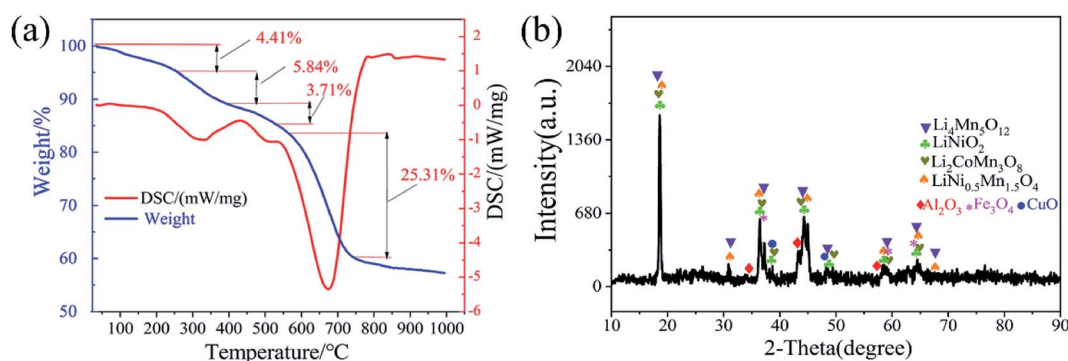 (a)
100
90
80
70
60
50
Weight/%
4.41%
5.84%
3.71%
25.31%
DSC/(mW/mg)
Weight
2
1
0
-1
-2
-3
-4
-5
-6
DSC/(mW/mg)
100 200 300 400 500 600 700 800 900 1000
Temperature/°C
(b)
2040
1360
680
0
Intensity(a.u.)
Li4Mn5O12
LiNiO2
Li2CoMn3O8
LiNi0.5Mn1.5O4
Al2O3 *Fe3O4 CuO
10 20 30 40 50 60 70 80 90
2-Theta(degree)